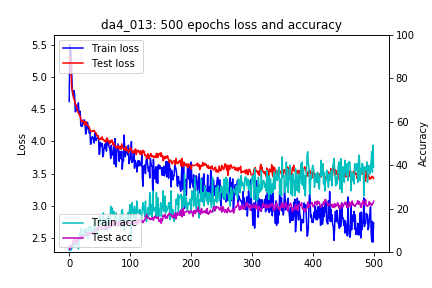 da4_013: 500 epochs loss and accuracy
Loss
5.5
5.0
4.5
4.0
3.5
3.0
2.5
Train loss
Test loss
Train acc
Test acc
100
80
60
40
20
0
Accuracy
0 100 200 300 400 500